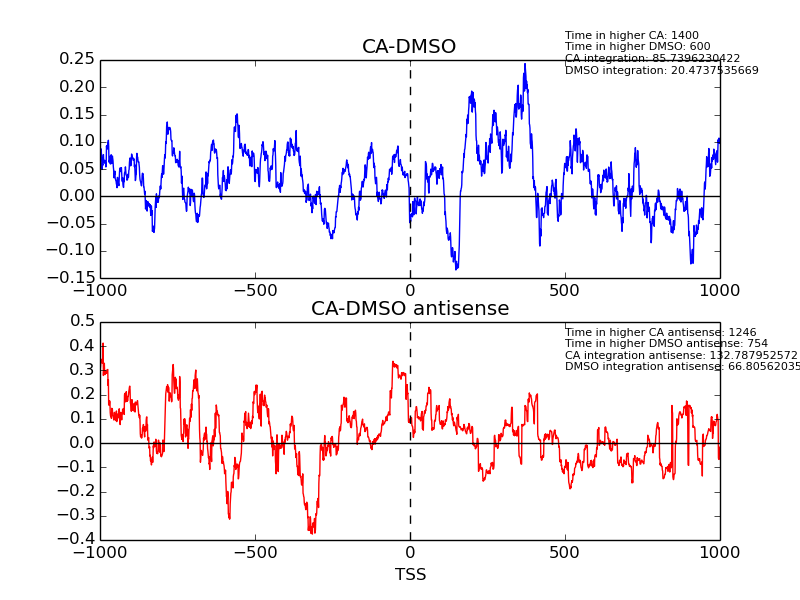 Time in higher CA: 1400
Time in higher DMSO: 600
CA integration: 85.7396230422
DMSO integration: 20.4737535669
CA-DMSO
0.25
0.20
0.15
0.10
0.05
0.00
−0.05
−0.10
−0.15
−1000 −500 0 500 1000
CA-DMSO antisense
Time in higher CA antisense: 1246
Time in higher DMSO antisense: 754
CA integration antisense: 132.787952572
DMSO integration antisense: 66.80562035
0.5
0.4
0.3
0.2
0.1
0.0
−0.1
−0.2
−0.3
−0.4
−1000 −500 0 500 1000
TSS